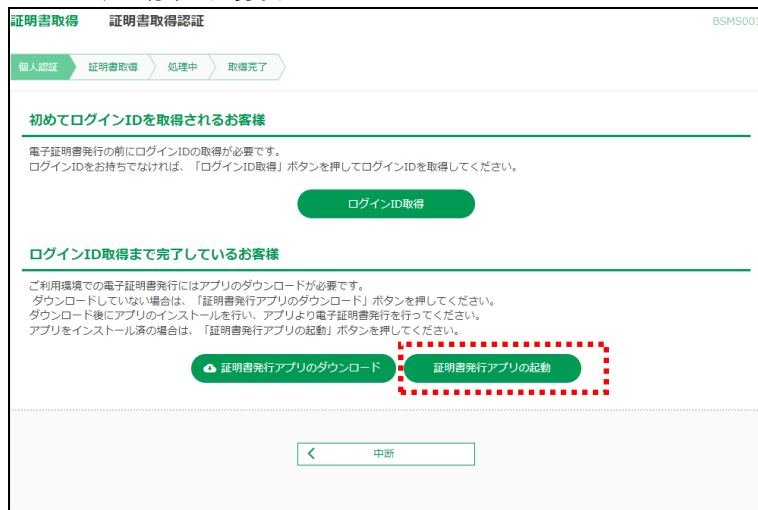 証明書取得 証明書取得認証
BSMS001
個人認証 証明書取得 処理中 取得完了
初めてログインIDを取得されるお客様
電子証明書発行の前にログインIDの取得が必要です。
ログインIDをお持ちでなければ、「ログインID取得」ボタンを押してログインIDを取得してください。
ログインID取得
ログインID取得まで完了しているお客様
ご利用環境での電子証明書発行にはアプリのダウンロードが必要です。
ダウンロードしていない場合は、「証明書発行アプリのダウンロード」ボタンを押してください。
ダウンロード後にアプリのインストールを行い、アプリより電子証明書発行を行ってください。
アプリをインストール済の場合は、「証明書発行アプリの起動」ボタンを押してください。
証明書発行アプリのダウンロード 証明書発行アプリの起動
中断